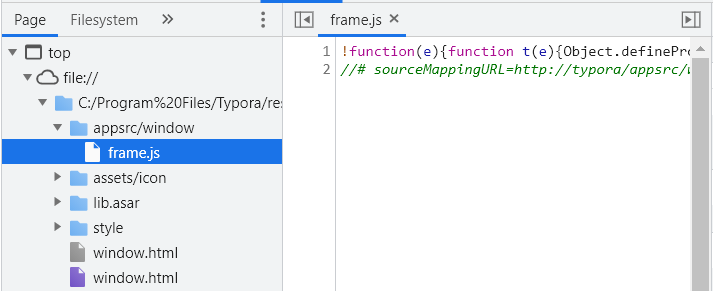 Page Filesystem »
frame.js ×
top
file://
C:/Program%20Files/Typora/res
appsrc/window
frame.js
assets/icon
lib.asar
style
window.html
window.html
1 !function(e){function t(e){Object.definePro
2 //# sourceMappingURL=http://typora/appsrc/w